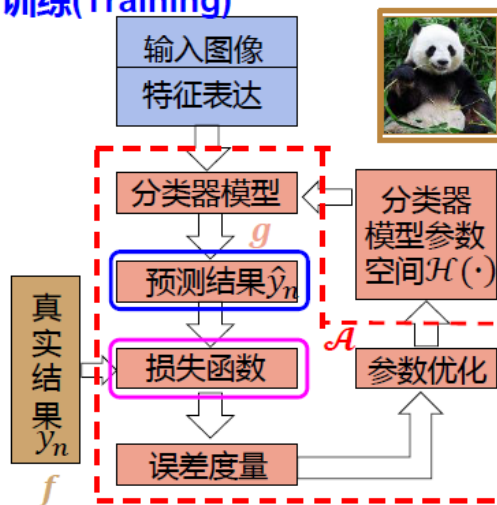 训练(Training)
输入图像
特征表达
分类器模型
g
分类器
模型参数
空间ℋ(·)
预测结果ŷₙ
真
实
结
果
yₙ
f
损失函数
𝒜
参数优化
误差度量